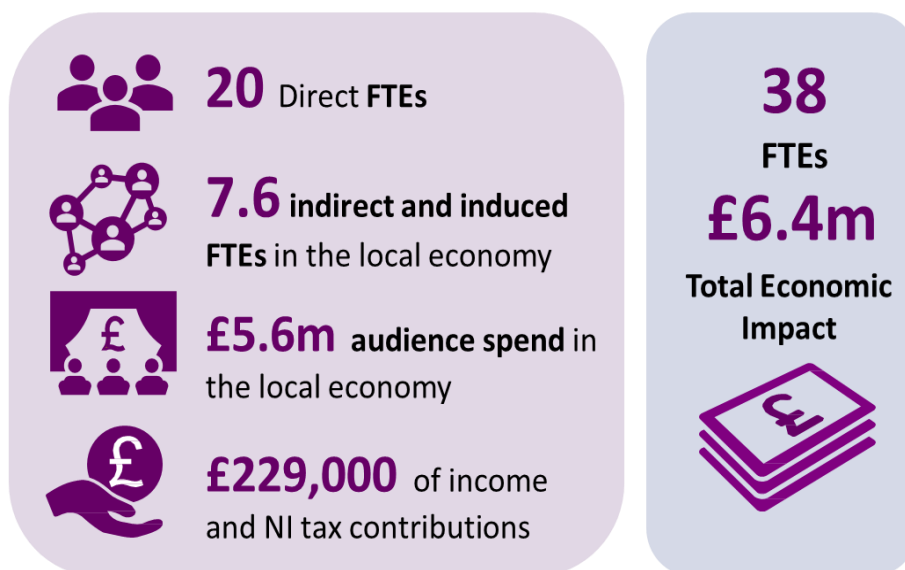 20 Direct FTEs
7.6 indirect and induced
FTEs in the local economy
£
£5.6m audience spend in
the local economy
£
£229,000 of income
and NI tax contributions
38
FTEs
£6.4m
Total Economic
Impact
£